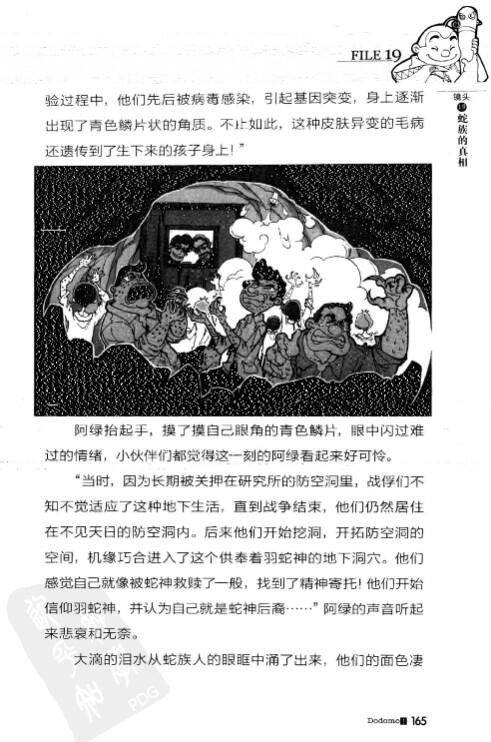 FILE 19
镜头
19
蛇族的真相
验过程中，他们先后被病毒感染，引起基因突变，身上逐渐
出现了青色鳞片状的角质。不止如此，这种皮肤异变的毛病
还遗传到了生下来的孩子身上！”
阿绿抬起手，摸了摸自己眼角的青色鳞片，眼中闪过难
过的情绪，小伙伴们都觉得这一刻的阿绿看起来好可怜。
“当时，因为长期被关押在研究所的防空洞里，战俘们不
知不觉适应了这种地下生活，直到战争结束，他们仍然居住
在不见天日的防空洞内。后来他们开始挖洞，开拓防空洞的
空间，机缘巧合进入了这个供奉着羽蛇神的地下洞穴。他们
感觉自己就像被蛇神救赎了一般，找到了精神寄托！他们开始
信仰羽蛇神，并认为自己就是蛇神后裔……”阿绿的声音听起
来悲哀和无奈。
大滴的泪水从蛇族人的眼眶中涌了出来，他们的面色凄
PDG
Dodomo 165